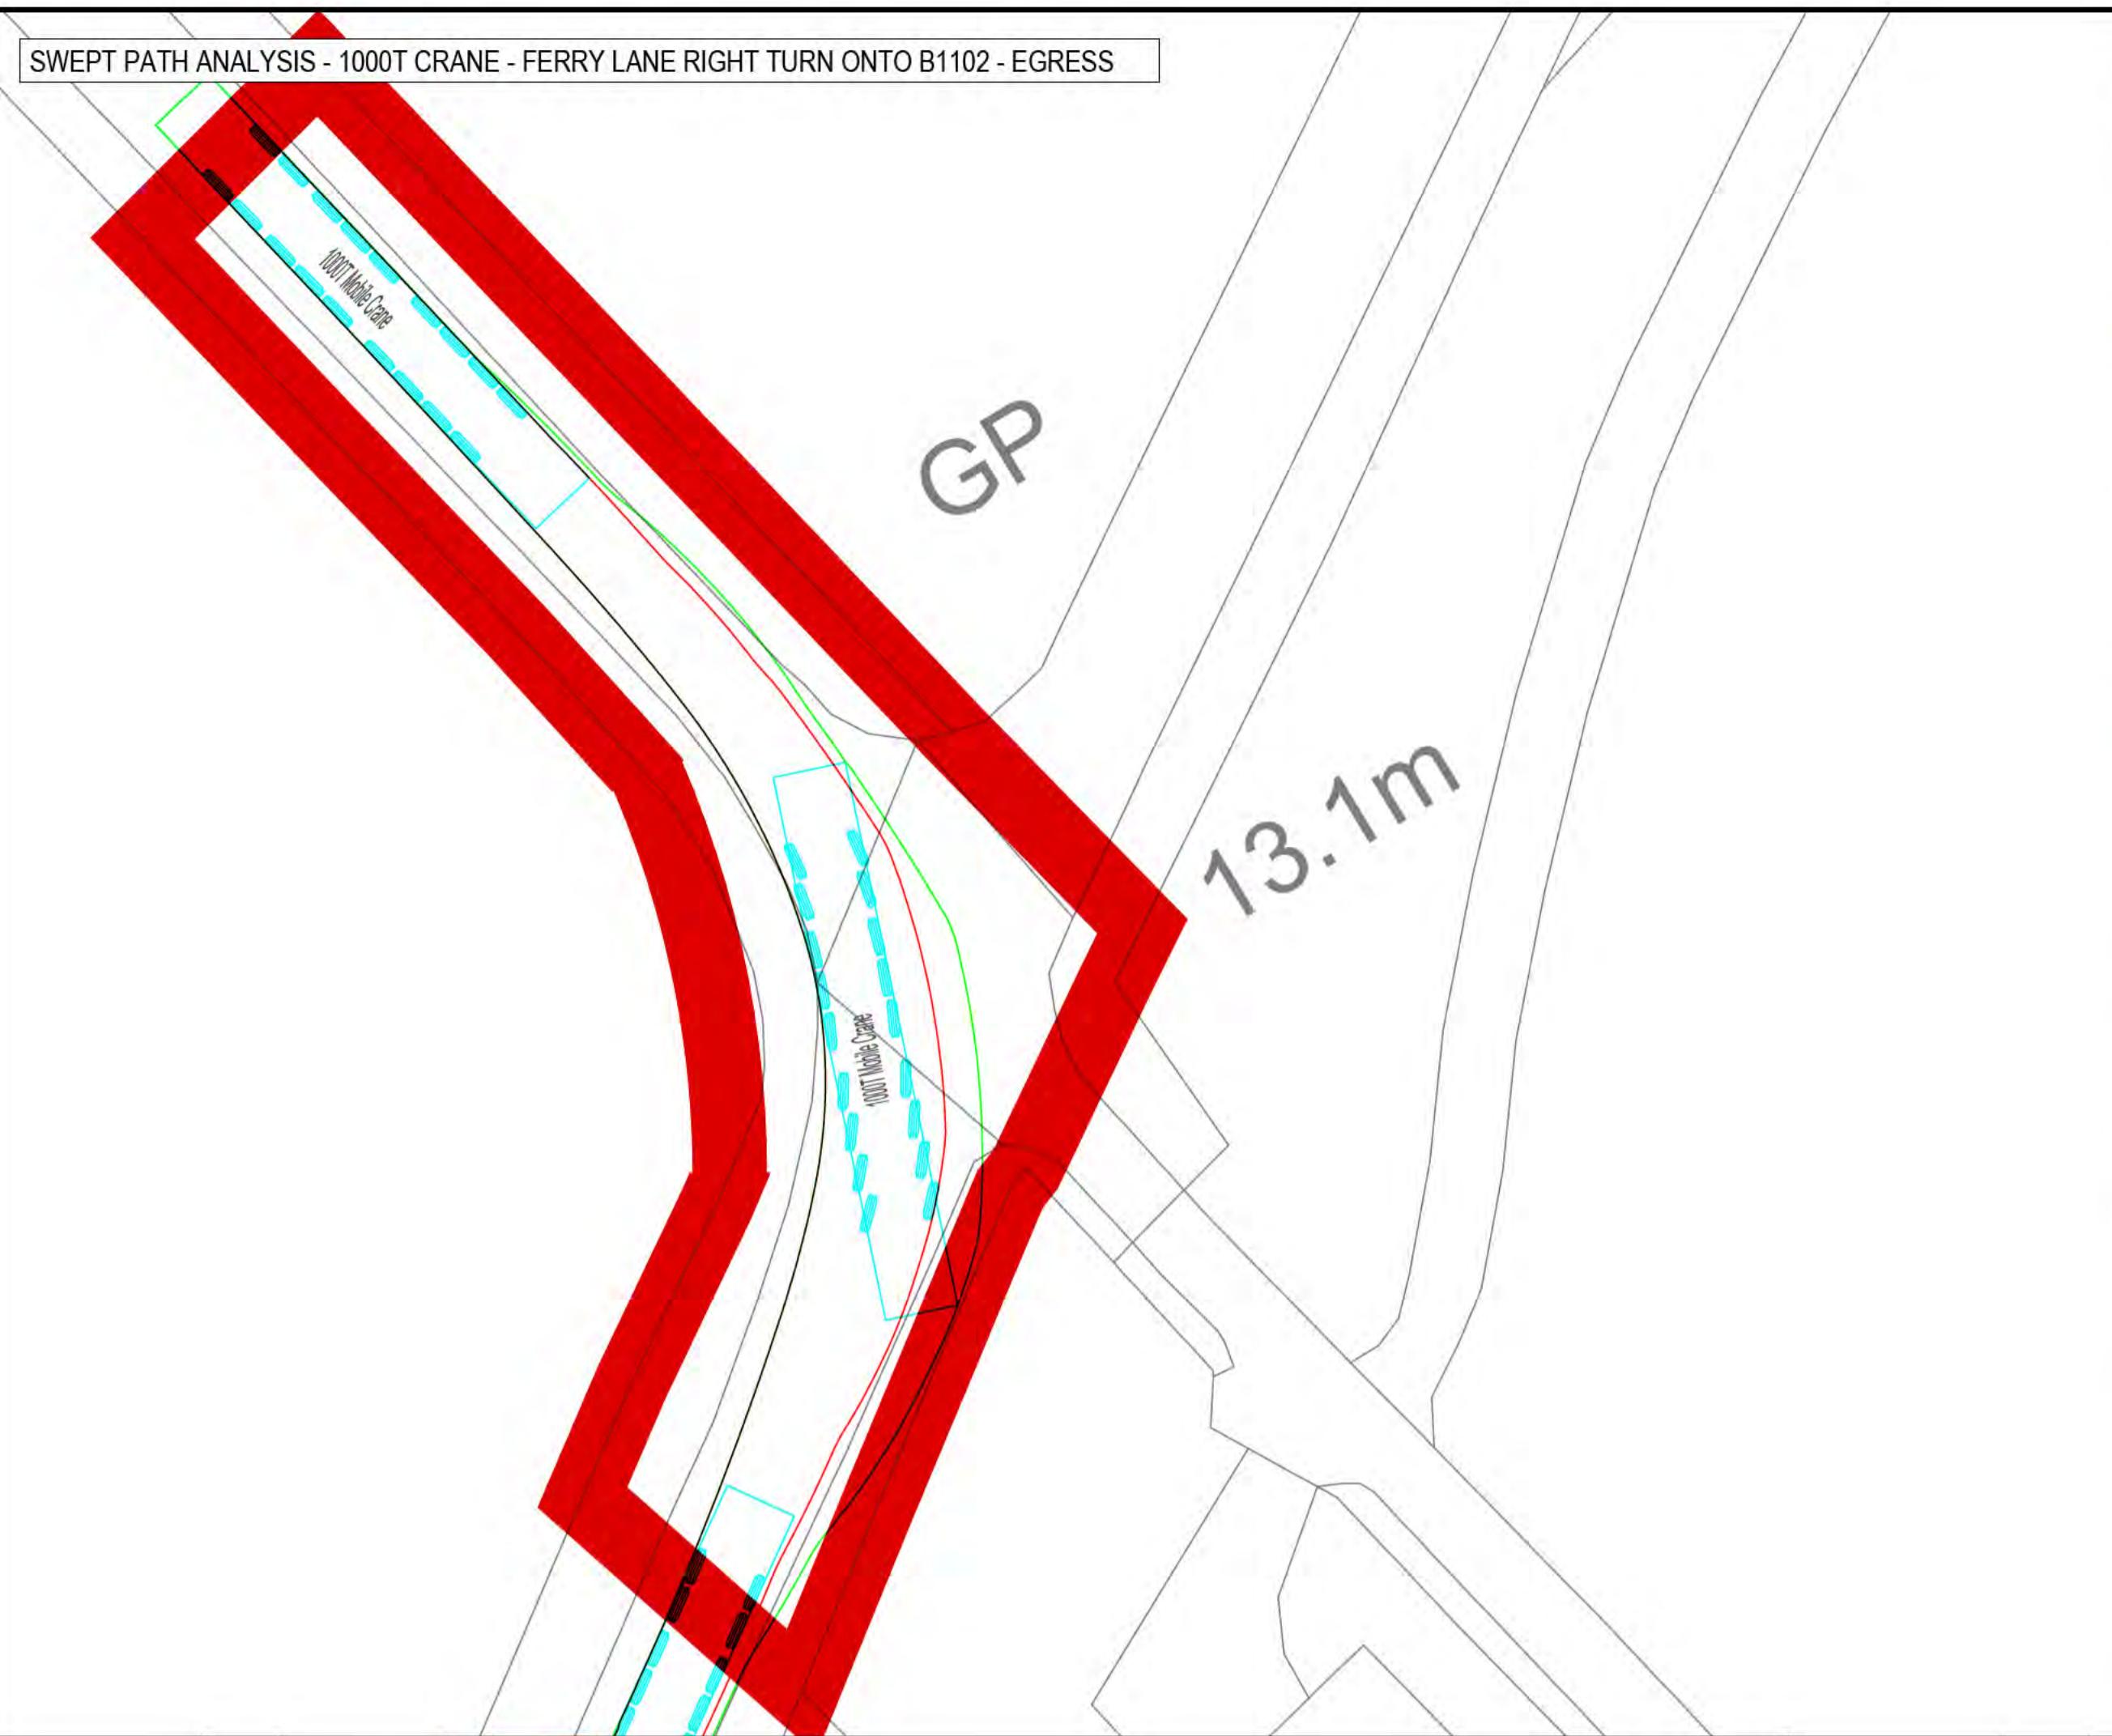 SWEPT PATH ANALYSIS - 1000T CRANE - FERRY LANE RIGHT TURN ONTO B1102 - EGRESS
1000T Mobile Crane
GP
13.1m
1000T Mobile Crane